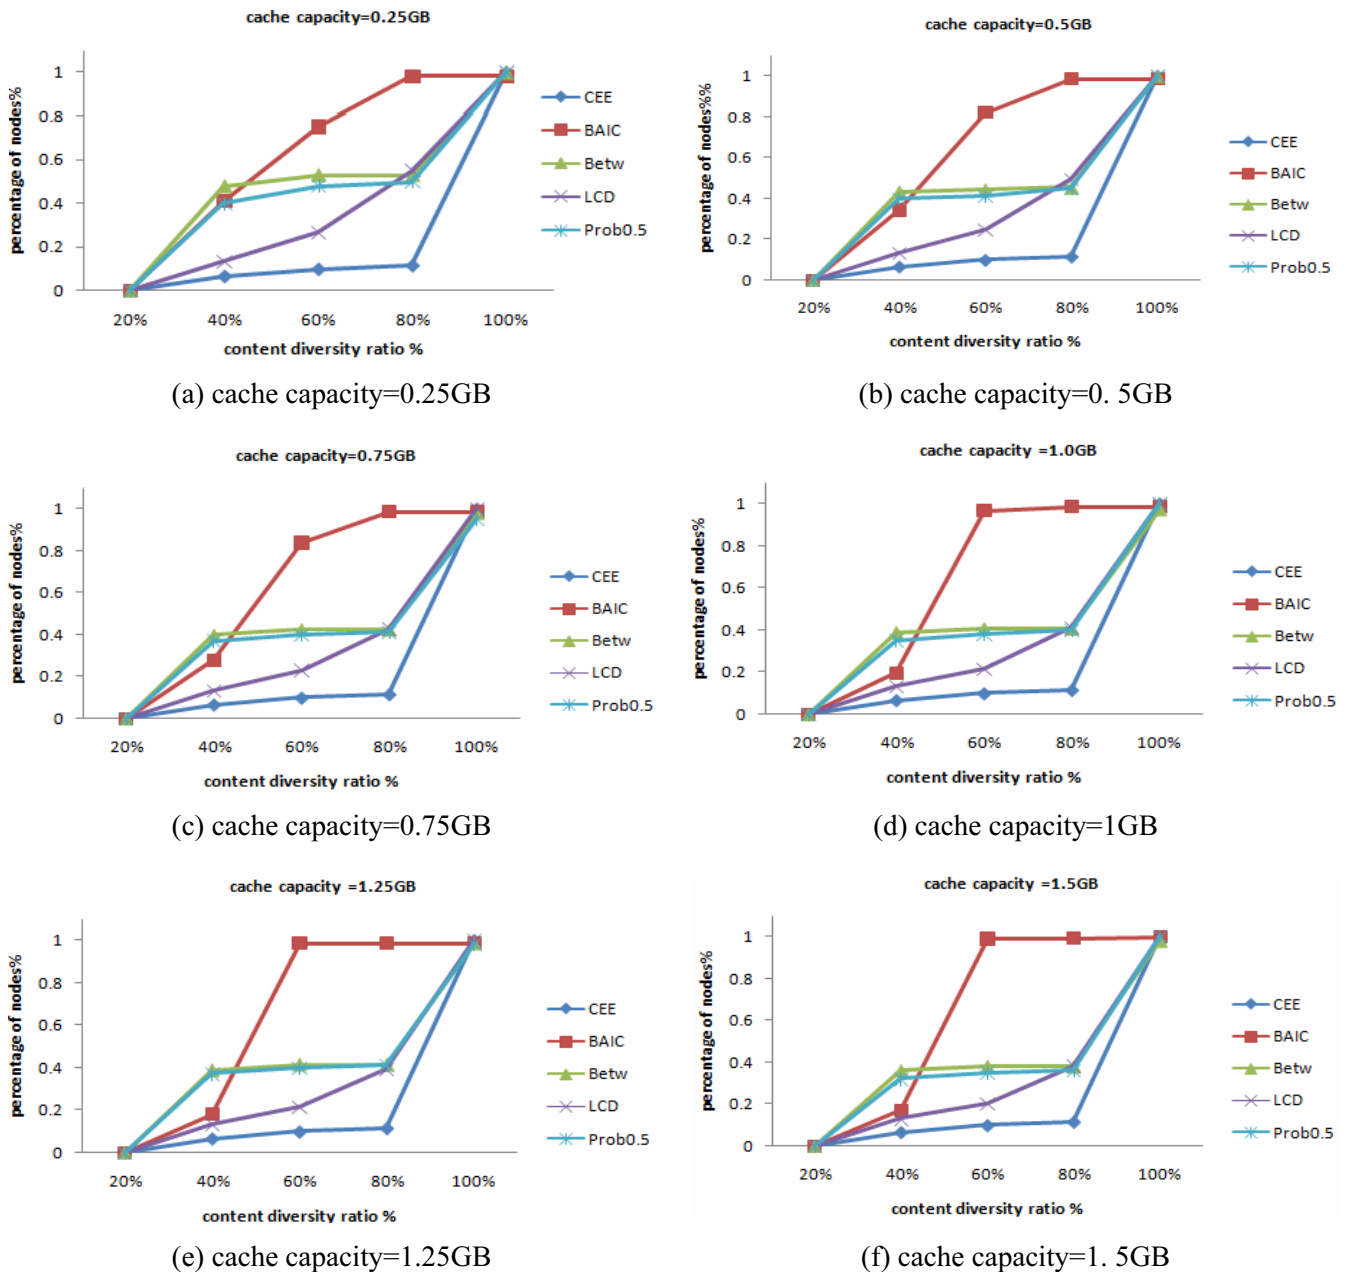 cache capacity=0.25GB
percentage of nodes%
1
0.8
0.6
0.4
0.2
0
20% 40% 60% 80% 100%
content diversity ratio %
CEE
BAIC
Betw
LCD
Prob0.5
(a) cache capacity=0.25GB
cache capacity=0.5GB
percentage of nodes%%
1
0.8
0.6
0.4
0.2
0
20% 40% 60% 80% 100%
content diversity ratio %
CEE
BAIC
Betw
LCD
Prob0.5
(b) cache capacity=0. 5GB
cache capacity=0.75GB
percentage of nodes%
1
0.8
0.6
0.4
0.2
0
20% 40% 60% 80% 100%
content diversity ratio %
CEE
BAIC
Betw
LCD
Prob0.5
(c) cache capacity=0.75GB
cache capacity =1.0GB
percentage of nodes%
1
0.8
0.6
0.4
0.2
0
20% 40% 60% 80% 100%
content diversity ratio %
CEE
BAIC
Betw
LCD
Prob0.5
(d) cache capacity=1GB
cache capacity =1.25GB
percentage of nodes%
1
0.8
0.6
0.4
0.2
0
20% 40% 60% 80% 100%
content diversity ratio %
CEE
BAIC
Betw
LCD
Prob0.5
(e) cache capacity=1.25GB
cache capacity =1.5GB
percentage of nodes%
1
0.8
0.6
0.4
0.2
0
20% 40% 60% 80% 100%
content diversity ratio %
CEE
BAIC
Betw
LCD
Prob0.5
(f) cache capacity=1. 5GB